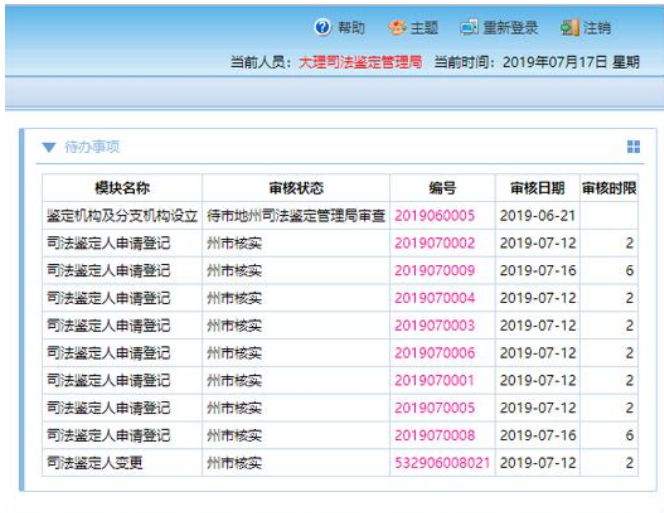 帮助 主题 重新登录 注销
当前人员：大理司法鉴定管理局 当前时间：2019年07月17日 星期
待办事项
模块名称 审核状态 编号 审核日期 审核时限
鉴定机构及分支机构设立 待市地州司法鉴定管理局审查 2019060005 2019-06-21
司法鉴定人申请登记 州市核实 2019070002 2019-07-12 2
司法鉴定人申请登记 州市核实 2019070009 2019-07-16 6
司法鉴定人申请登记 州市核实 2019070004 2019-07-12 2
司法鉴定人申请登记 州市核实 2019070003 2019-07-12 2
司法鉴定人申请登记 州市核实 2019070006 2019-07-12 2
司法鉴定人申请登记 州市核实 2019070001 2019-07-12 2
司法鉴定人申请登记 州市核实 2019070005 2019-07-12 2
司法鉴定人申请登记 州市核实 2019070008 2019-07-16 6
司法鉴定人变更 州市核实 532906008021 2019-07-12 2